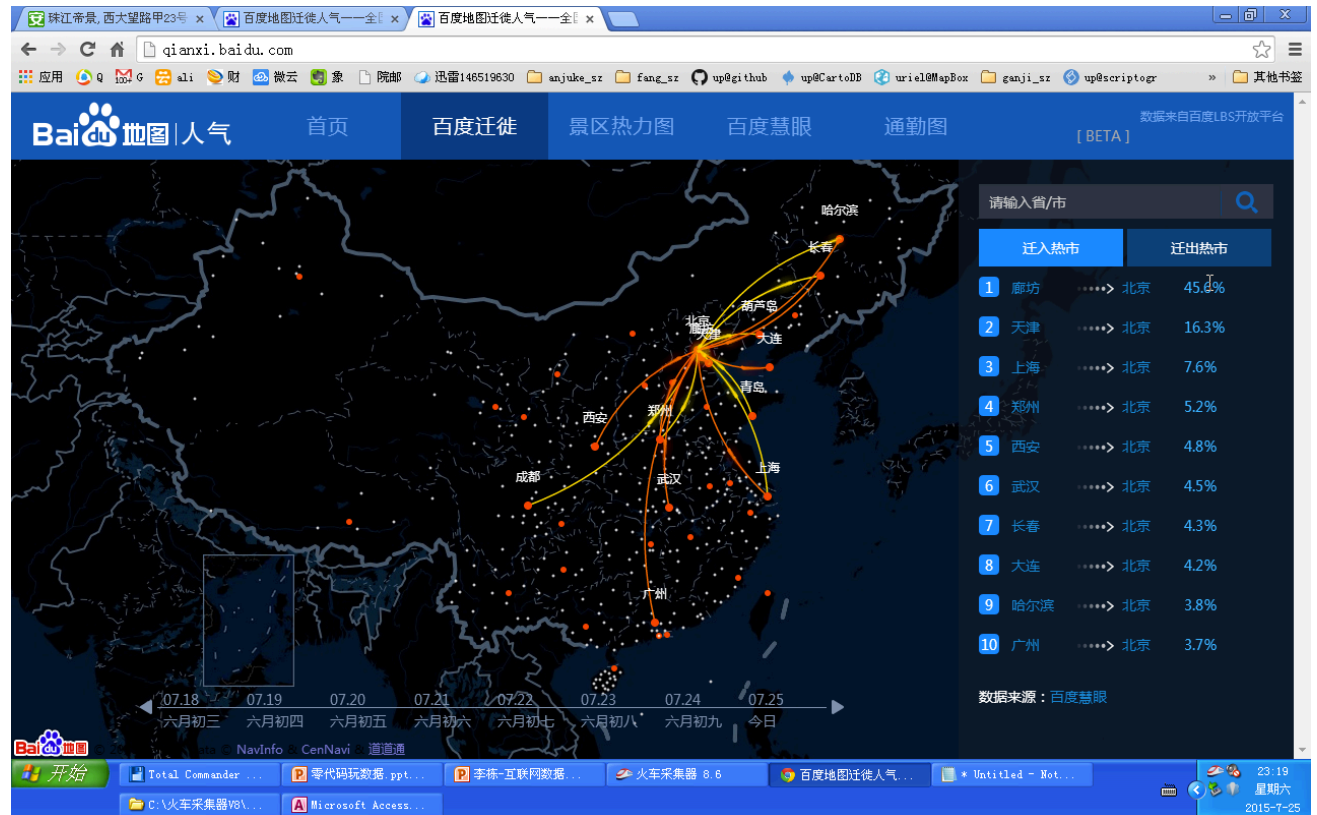 珠江帝景,西大望路甲23号
百度地图迁徙人气——全
百度地图迁徙人气——全
qianxi.baidu.com
应用 Q G ali 财 微云 象 院邮 迅雷146519630 anjuke_sz fang_sz up@github up@CartoDB uriel@MapBox ganji_sz up@scriptogr » 其他书签
Bai du 地图 | 人气
首页 百度迁徙 景区热力图 百度慧眼 通勤图
数据来自百度LBS开放平台
[ BETA ]
请输入省/市
迁入热市 迁出热市
1 廊坊 北京
2 天津 北京 16.3%
3 上海 北京 7.6%
4 郑州 北京 5.2%
5 西安 北京 4.8%
6 武汉 北京 4.5%
7 长春 北京 4.3%
8 大连 北京 4.2%
9 哈尔滨 北京 3.8%
10 广州 北京 3.7%
数据来源：百度慧眼
哈尔滨
长春
葫芦岛
北京
天津
大连
青岛
西安
郑州
成都
武汉
上海
广州
07.18 07.19 07.20 07.21 07.22 07.23 07.24 07.25
六月初三 六月初四 六月初五 六月初六 六月初七 六月初八 六月初九 今日
Bai du 地图
NavInfo & CenNavi & 道道通
开始
Total Commander ...
零代码玩数据.ppt...
李栋-互联网数据...
火车采集器 8.6
百度地图迁徙人气...
* Untitled - Not...
C:\火车采集器V8\...
Microsoft Access...
23:19
星期六
2015-7-25